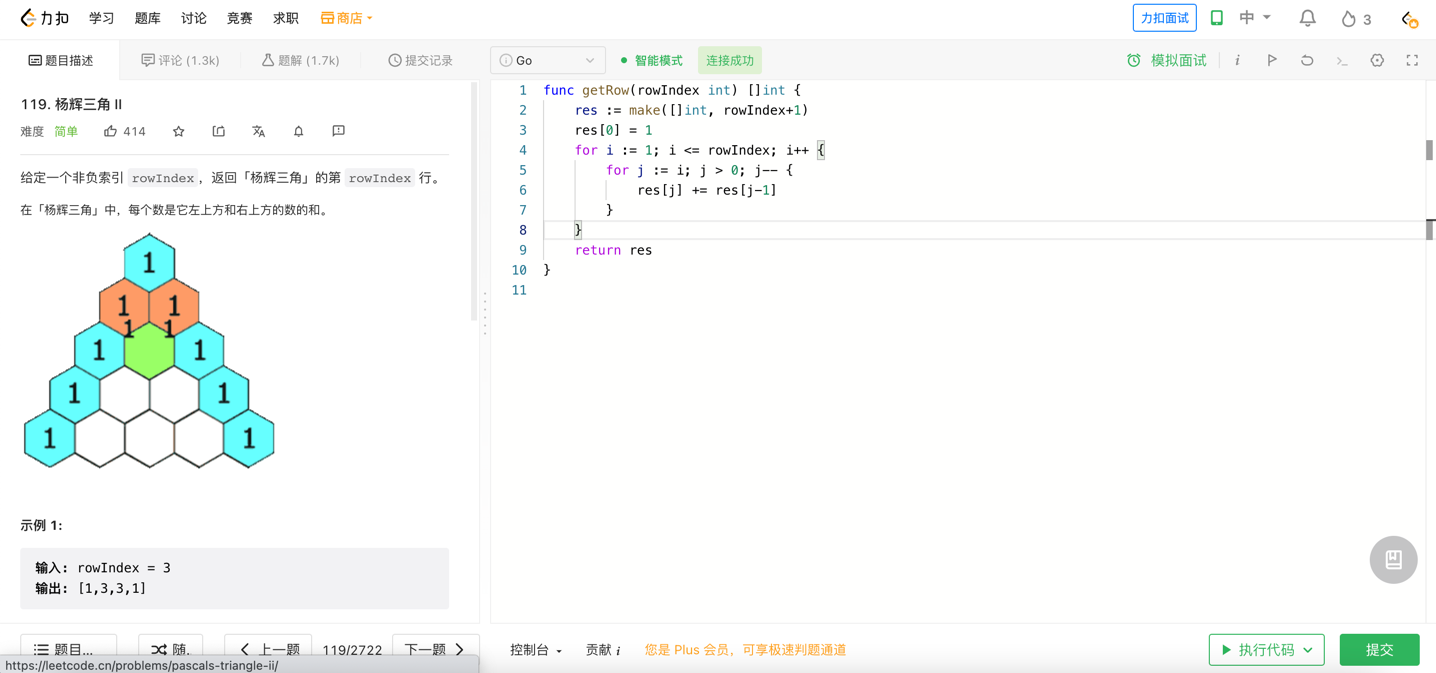 力扣 学习 题库 讨论 竞赛 求职 商店 力扣面试 中 3
题目描述 评论 (1.3k) 题解 (1.7k) 提交记录
i Go 智能模式 连接成功 模拟面试 i
119. 杨辉三角 II
难度 简单 414
给定一个非负索引 rowIndex，返回「杨辉三角」的第 rowIndex 行。
在「杨辉三角」中，每个数是它左上方和右上方的数的和。
1
1 1
1 1
1 1
1 1
1 1
示例 1:
输入: rowIndex = 3
输出: [1,3,3,1]
1 func getRow(rowIndex int) []int {
2 res := make([]int, rowIndex+1)
3 res[0] = 1
4 for i := 1; i <= rowIndex; i++ {
5 for j := i; j > 0; j-- {
6 res[j] += res[j-1]
7 }
8 }
9 return res
10 }
11
题目... 随. 上一题 119/2722 下一题
控制台 贡献 i 您是 Plus 会员，可享极速判题通道 执行代码 提交
https://leetcode.cn/problems/pascals-triangle-ii/